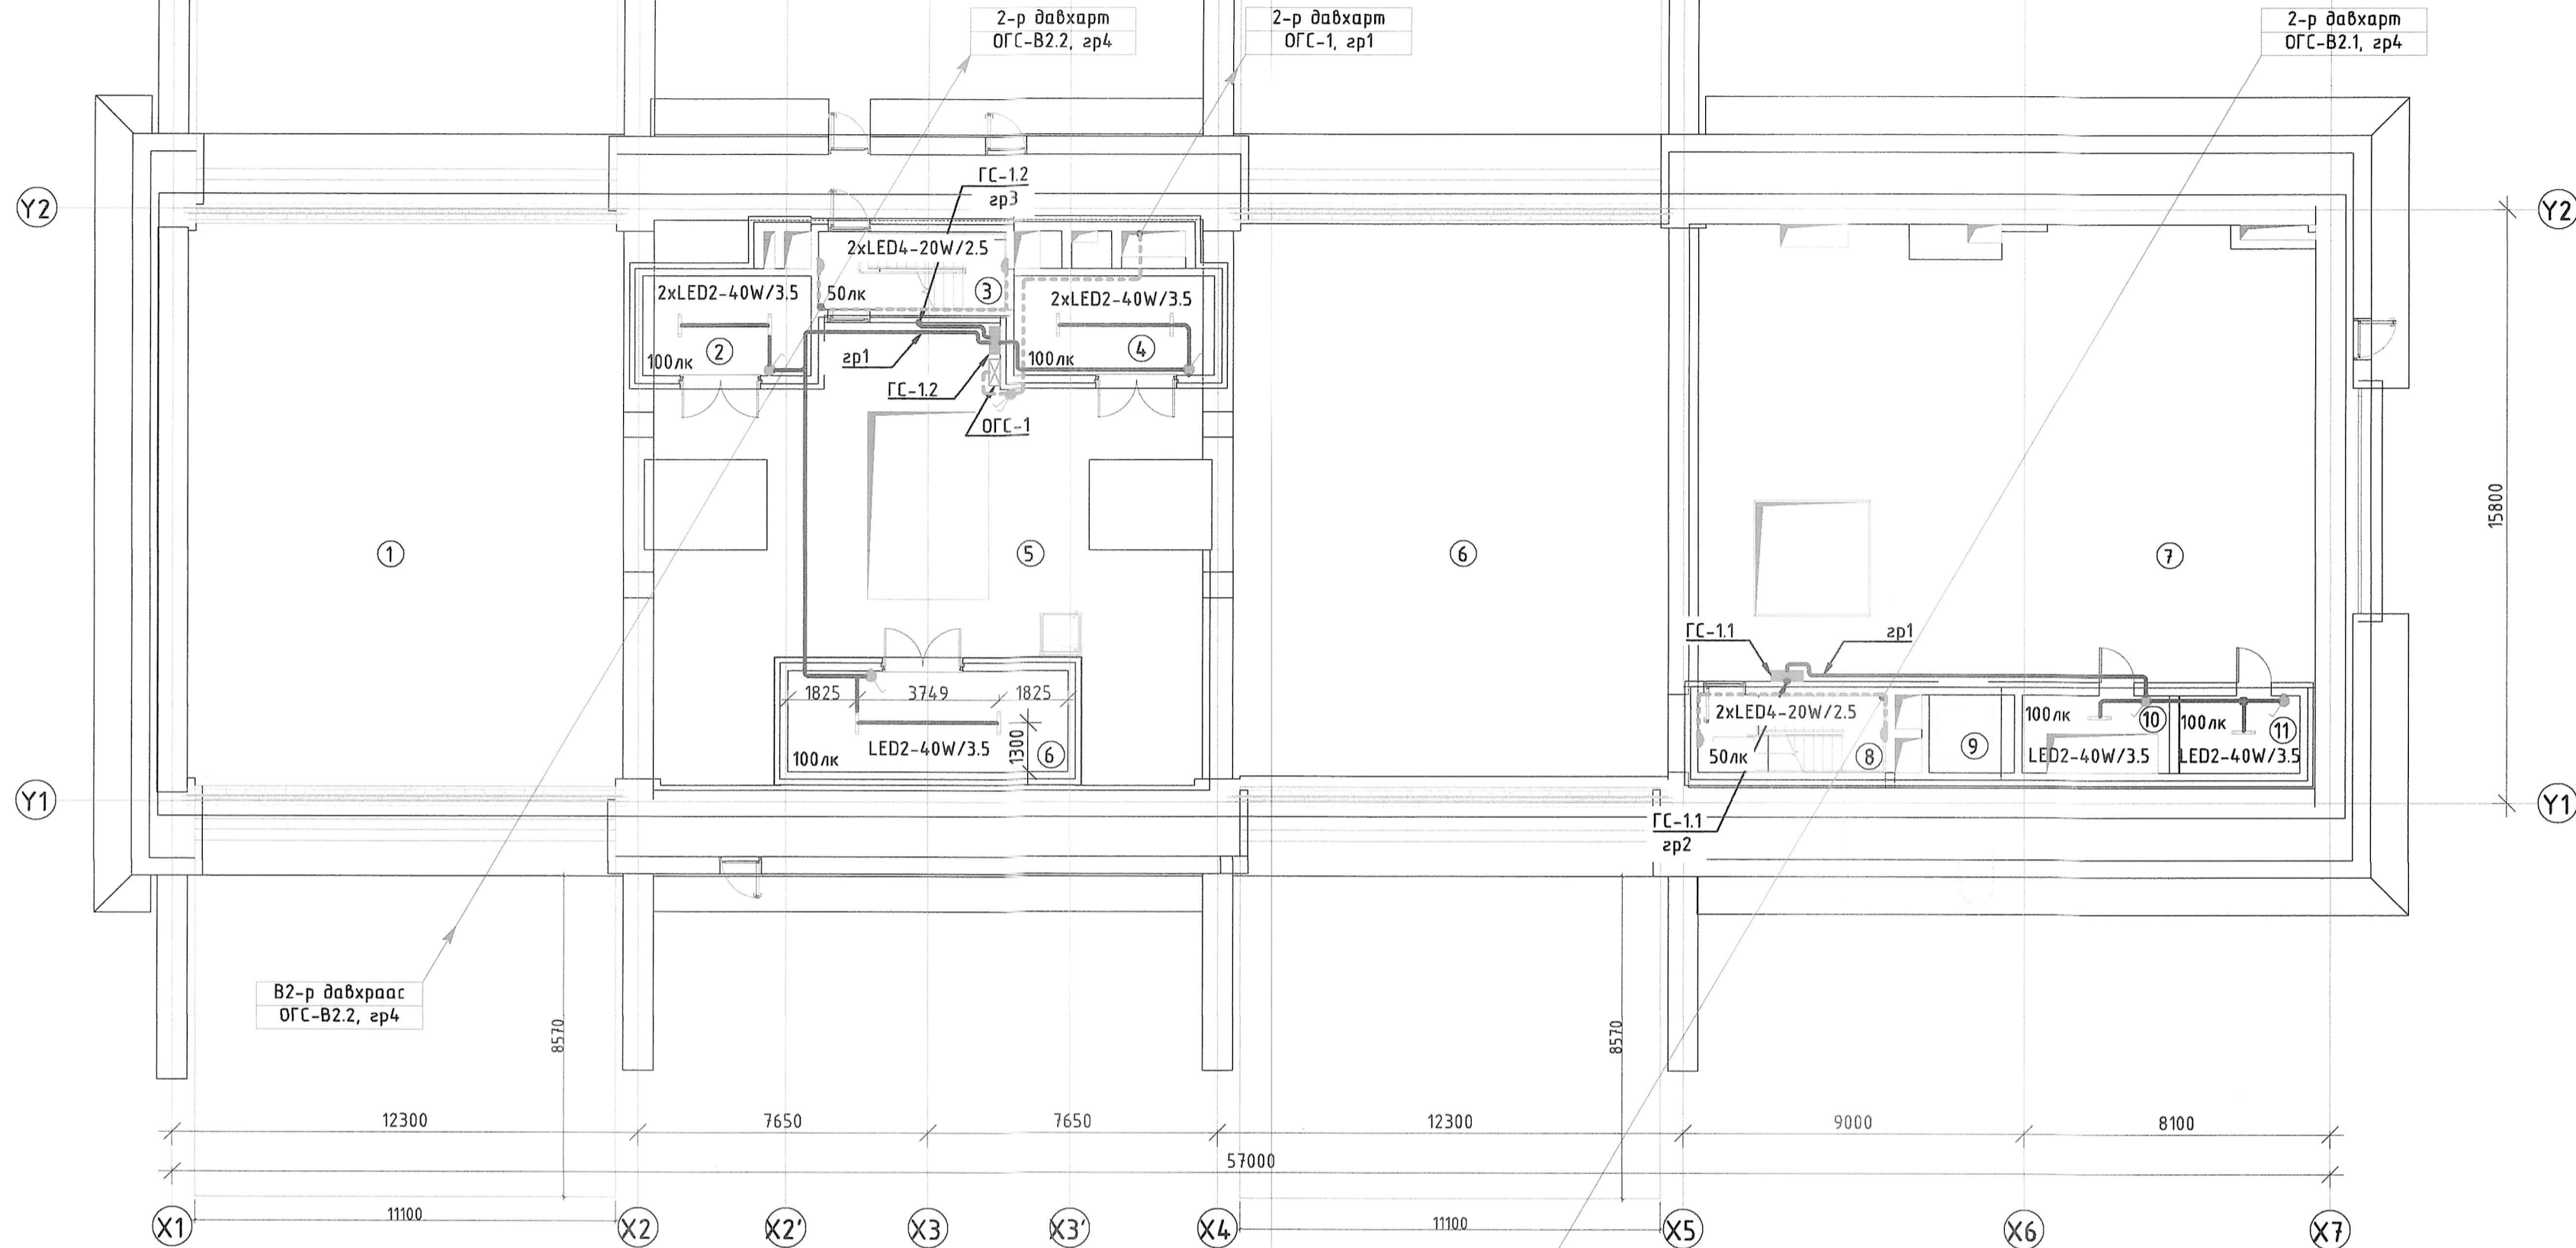 2-р давхарт
ОГС-В2.2, гр4
2-р давхарт
ОГС-1, гр1
2-р давхарт
ОГС-В2.1, гр4
Y2
Y2
ГС-1.2
гр3
2xLED4-20W/2.5
50лк
3
2xLED2-40W/3.5
100лк
2
2xLED2-40W/3.5
100лк
4
гр1
ГС-1.2
ОГС-1
1
5
6
7
15800
ГС-1.1
гр1
1825
3749
1825
1300
LED2-40W/3.5
100лк
6
2xLED4-20W/2.5
50лк
8
9
100лк
10
LED2-40W/3.5
100лк
11
LED2-40W/3.5
Y1
Y1
ГС-1.1
гр2
В2-р давхраас
ОГС-В2.2, гр4
8570
8570
12300
7650
7650
12300
9000
8100
57000
11100
11100
X1
X2
X2'
X3
X3'
X4
X5
X6
X7